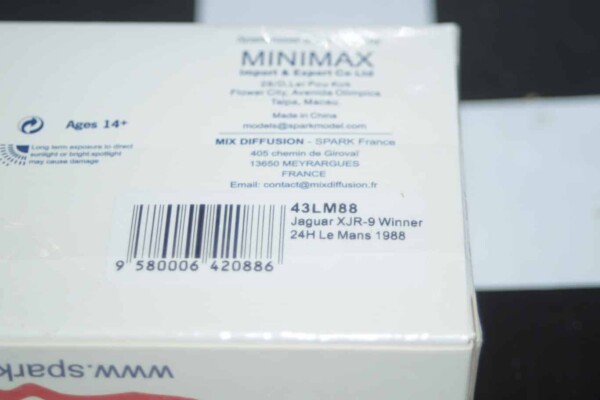 MINIMAX
Import & Export Co Ltd
Flower City, Avenida Olimpica
Taipa, Macau.
Made in China
models@sparkmodel.com
MIX DIFFUSION - SPARK France
405 chemin de Giroval
13650 MEYRARGUES
FRANCE
Email: contact@mixdiffusion.fr
Ages 14+
Long term exposure to direct
sunlight or bright spotlight
may cause damage
43LM88
Jaguar XJR-9 Winner
24H Le Mans 1988
9 580006 420886
www.spark